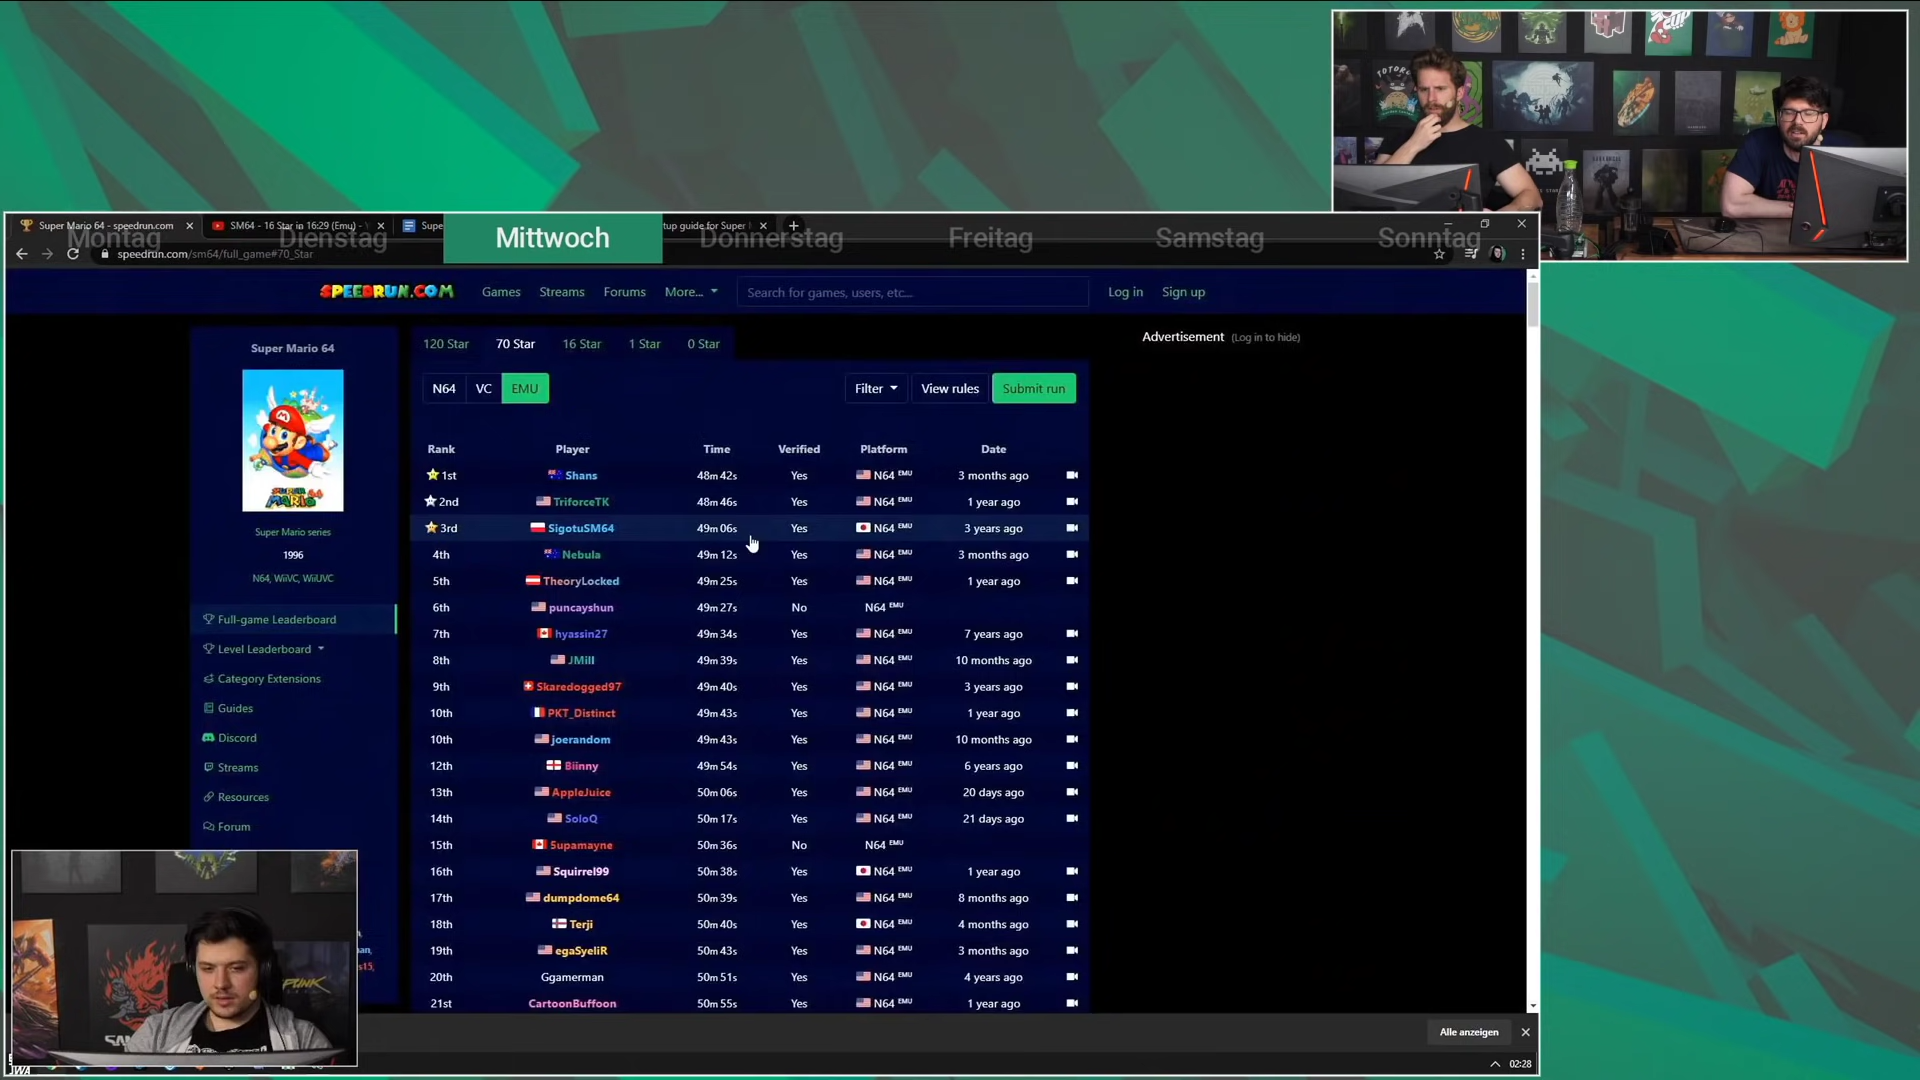 Super Mario 64 - speedrun.com
SM64 - 16 Star in 16:29 (Emu) -
Supe
tup guide for Super
Montag
Dienstag
Mittwoch
Donnerstag
Freitag
Samstag
Sonntag
speedrun.com/sm64/full_game#70_Star
SPEEDRUN.COM
Games
Streams
Forums
More...
Search for games, users, etc...
Log in
Sign up
Super Mario 64
SUPER MARIO 64
Super Mario series
1996
N64, WiiVC, WiiUVC
Full-game Leaderboard
Level Leaderboard
Category Extensions
Guides
Discord
Streams
Resources
Forum
120 Star
70 Star
16 Star
1 Star
0 Star
N64
VC
EMU
Filter
View rules
Submit run
Advertisement (Log in to hide)
Rank Player Time Verified Platform Date
1st Shans 48m 42s Yes N64 EMU 3 months ago
2nd TriforceTK 48m 46s Yes N64 EMU 1 year ago
3rd SigotuSM64 49m 06s Yes N64 EMU 3 years ago
4th Nebula 49m 12s Yes N64 EMU 3 months ago
5th TheoryLocked 49m 25s Yes N64 EMU 1 year ago
6th puncayshun 49m 27s No N64 EMU
7th hyassin27 49m 34s Yes N64 EMU 7 years ago
8th JMill 49m 39s Yes N64 EMU 10 months ago
9th Skaredogged97 49m 40s Yes N64 EMU 3 years ago
10th PKT_Distinct 49m 43s Yes N64 EMU 1 year ago
10th joerandom 49m 43s Yes N64 EMU 10 months ago
12th Biinny 49m 54s Yes N64 EMU 6 years ago
13th AppleJuice 50m 06s Yes N64 EMU 20 days ago
14th SoloQ 50m 17s Yes N64 EMU 21 days ago
15th 5upamayne 50m 36s No N64 EMU
16th Squirrel99 50m 38s Yes N64 EMU 1 year ago
17th dumpdome64 50m 39s Yes N64 EMU 8 months ago
18th Terji 50m 40s Yes N64 EMU 4 months ago
19th egaSyeliR 50m 43s Yes N64 EMU 3 months ago
20th Ggamerman 50m 51s Yes N64 EMU 4 years ago
21st CartoonBuffoon 50m 55s Yes N64 EMU 1 year ago
Alle anzeigen
02:28
TOTORO
PUNK